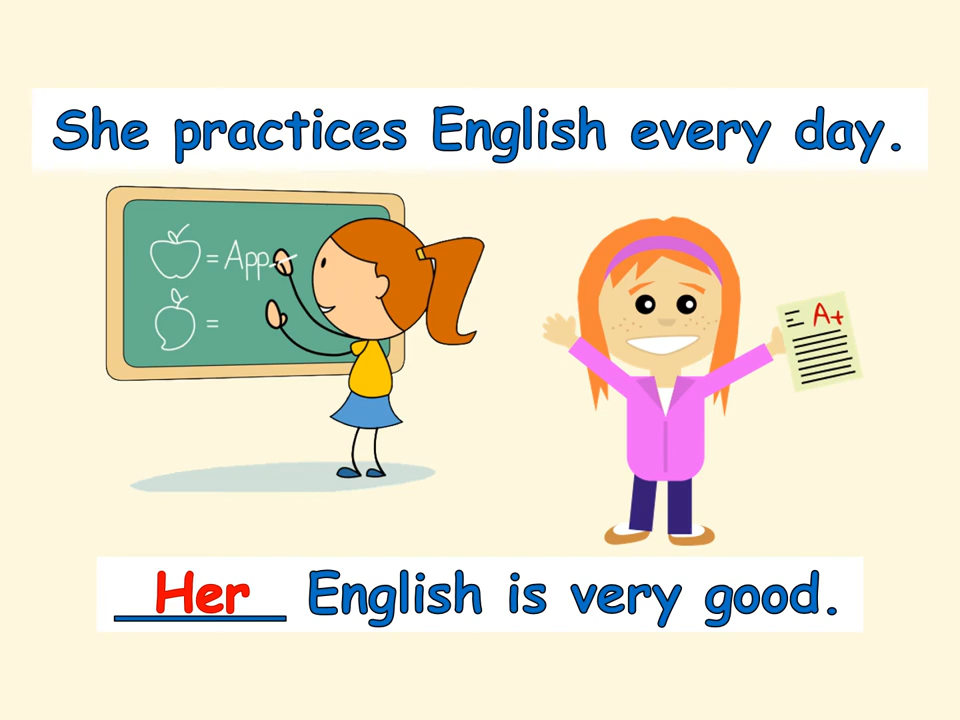 She practices English every day.
= App
=
A+
Her English is very good.